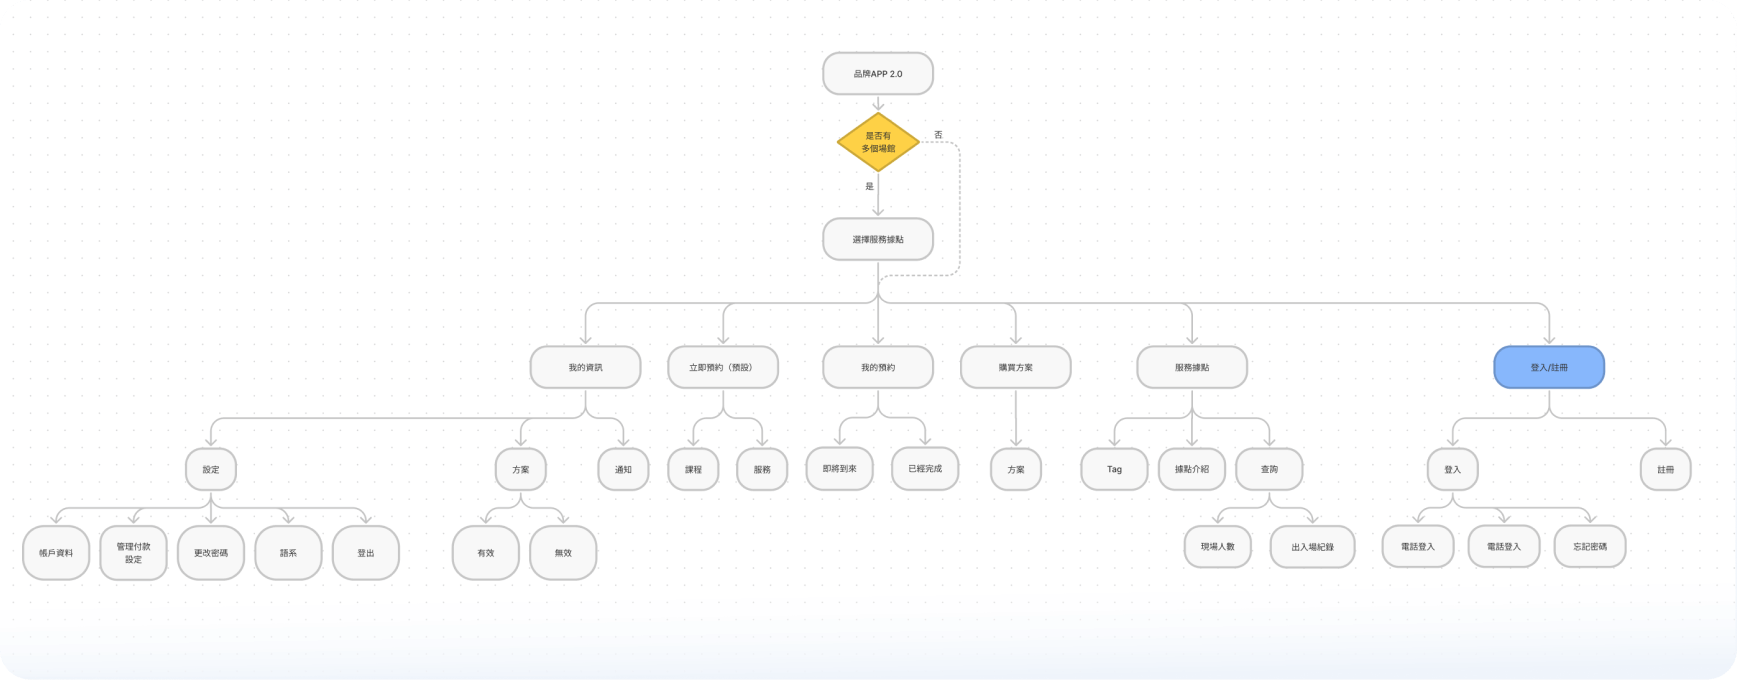 品牌APP 2.0
是否有
多個場館
否
是
選擇服務據點
我的資訊
立即預約（預設）
我的預約
購買方案
服務據點
登入/註冊
設定
方案
通知
課程
服務
即將到來
已經完成
方案
Tag
據點介紹
查詢
登入
註冊
帳戶資料
管理付款
設定
更改密碼
語系
登出
有效
無效
現場人數
出入場紀錄
電話登入
電話登入
忘記密碼